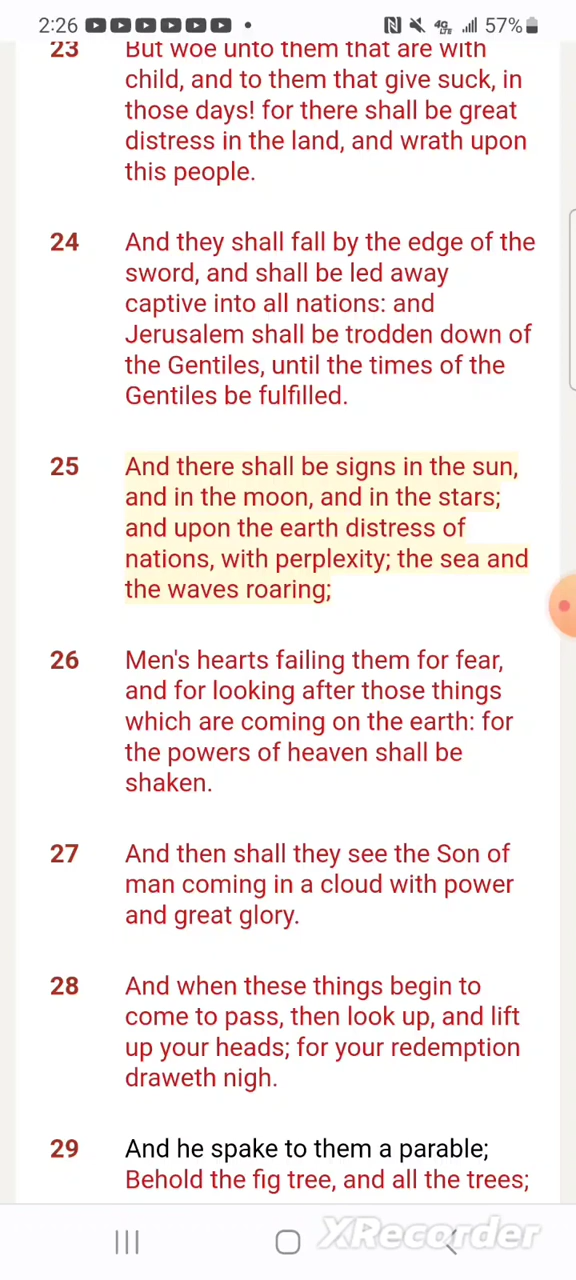 2:26 57%
23 But woe unto them that are with
child, and to them that give suck, in
those days! for there shall be great
distress in the land, and wrath upon
this people.
24 And they shall fall by the edge of the
sword, and shall be led away
captive into all nations: and
Jerusalem shall be trodden down of
the Gentiles, until the times of the
Gentiles be fulfilled.
25 And there shall be signs in the sun,
and in the moon, and in the stars;
and upon the earth distress of
nations, with perplexity; the sea and
the waves roaring;
26 Men's hearts failing them for fear,
and for looking after those things
which are coming on the earth: for
the powers of heaven shall be
shaken.
27 And then shall they see the Son of
man coming in a cloud with power
and great glory.
28 And when these things begin to
come to pass, then look up, and lift
up your heads; for your redemption
draweth nigh.
29 And he spake to them a parable;
Behold the fig tree, and all the trees;
XRecorder